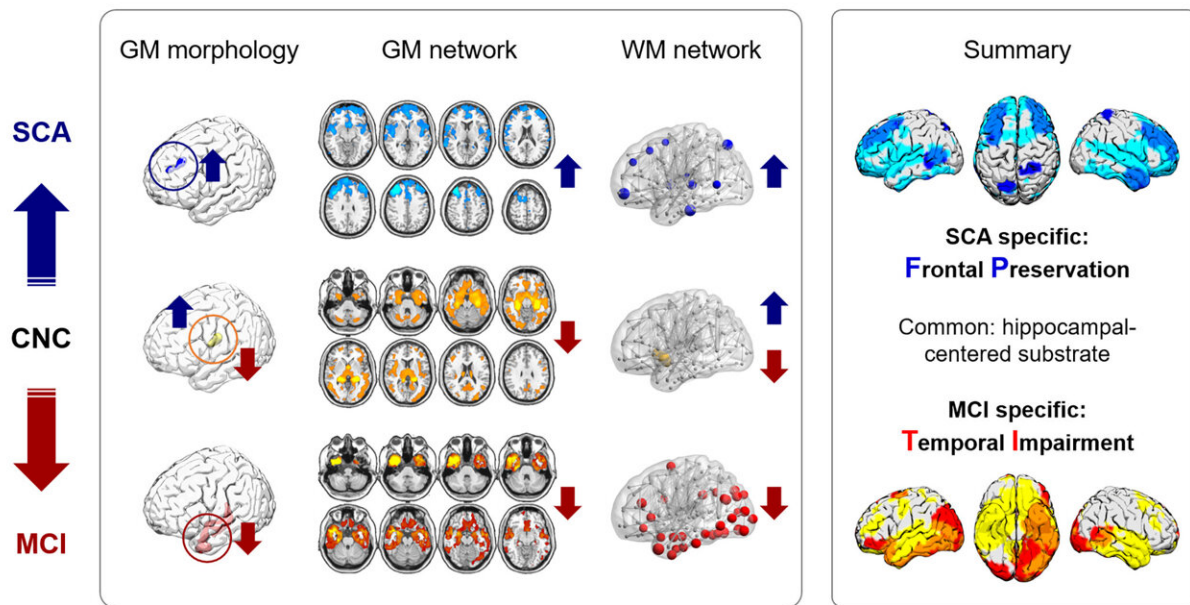 GM morphology
GM network
WM network
Summary
SCA
CNC
MCI
SCA specific:
Frontal Preservation
Common: hippocampal-
centered substrate
MCI specific:
Temporal Impairment